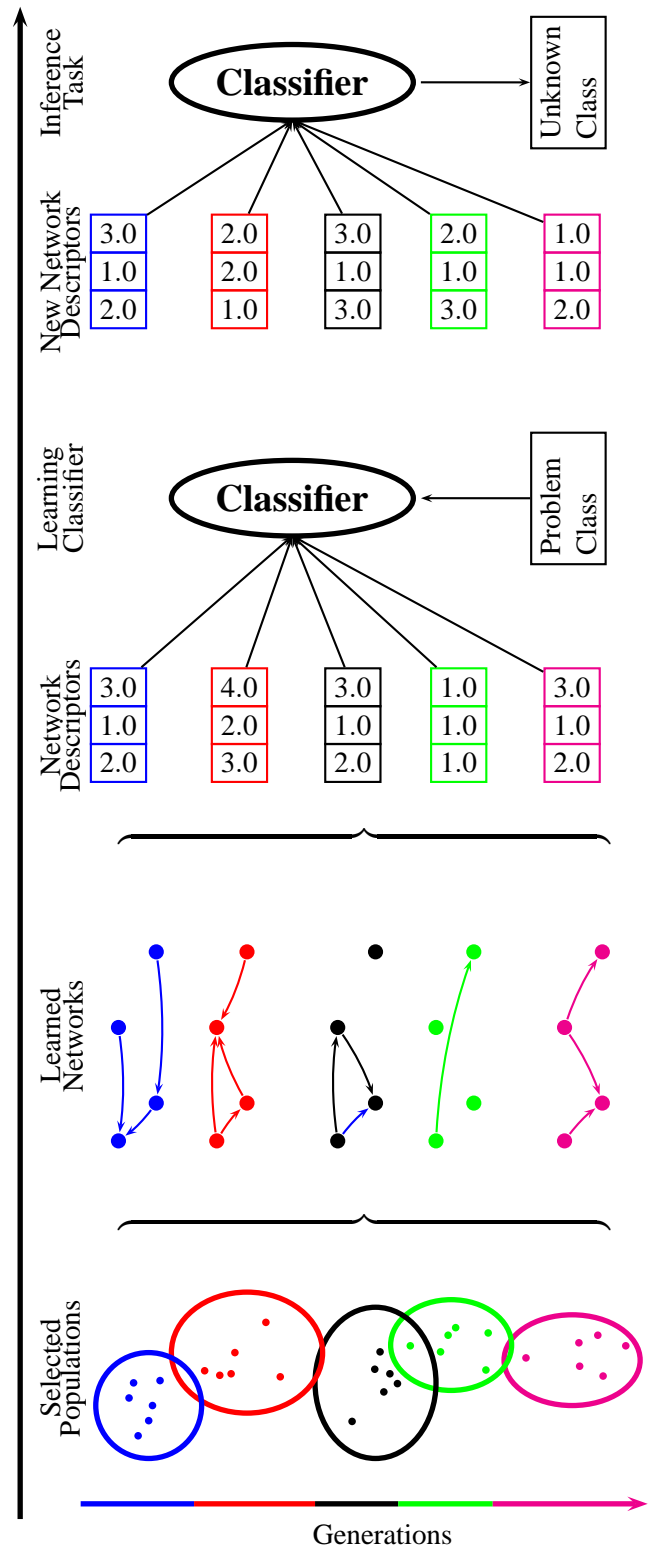 Inference
Task
Classifier
Unknown
Class
New Network
Descriptors
3.0 2.0 3.0 2.0 1.0
1.0 2.0 1.0 1.0 1.0
2.0 1.0 3.0 3.0 2.0
Learning
Classifier
Classifier
Problem
Class
Network
Descriptors
3.0 4.0 3.0 1.0 3.0
1.0 2.0 1.0 1.0 1.0
2.0 3.0 2.0 1.0 2.0
Learned
Networks
Selected
Populations
Generations